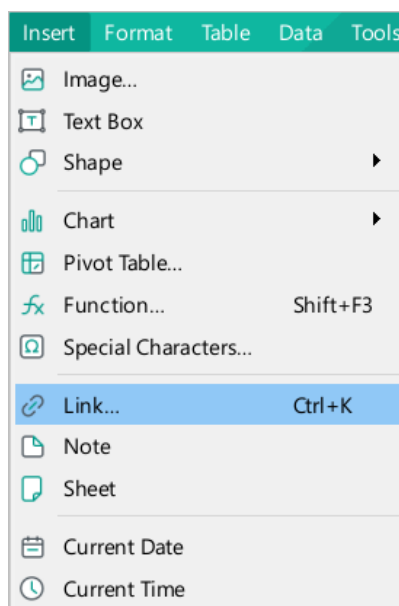 Insert Format Table Data Tools
Image...
Text Box
Shape
Chart
Pivot Table...
Function... Shift+F3
Special Characters...
Link... Ctrl+K
Note
Sheet
Current Date
Current Time